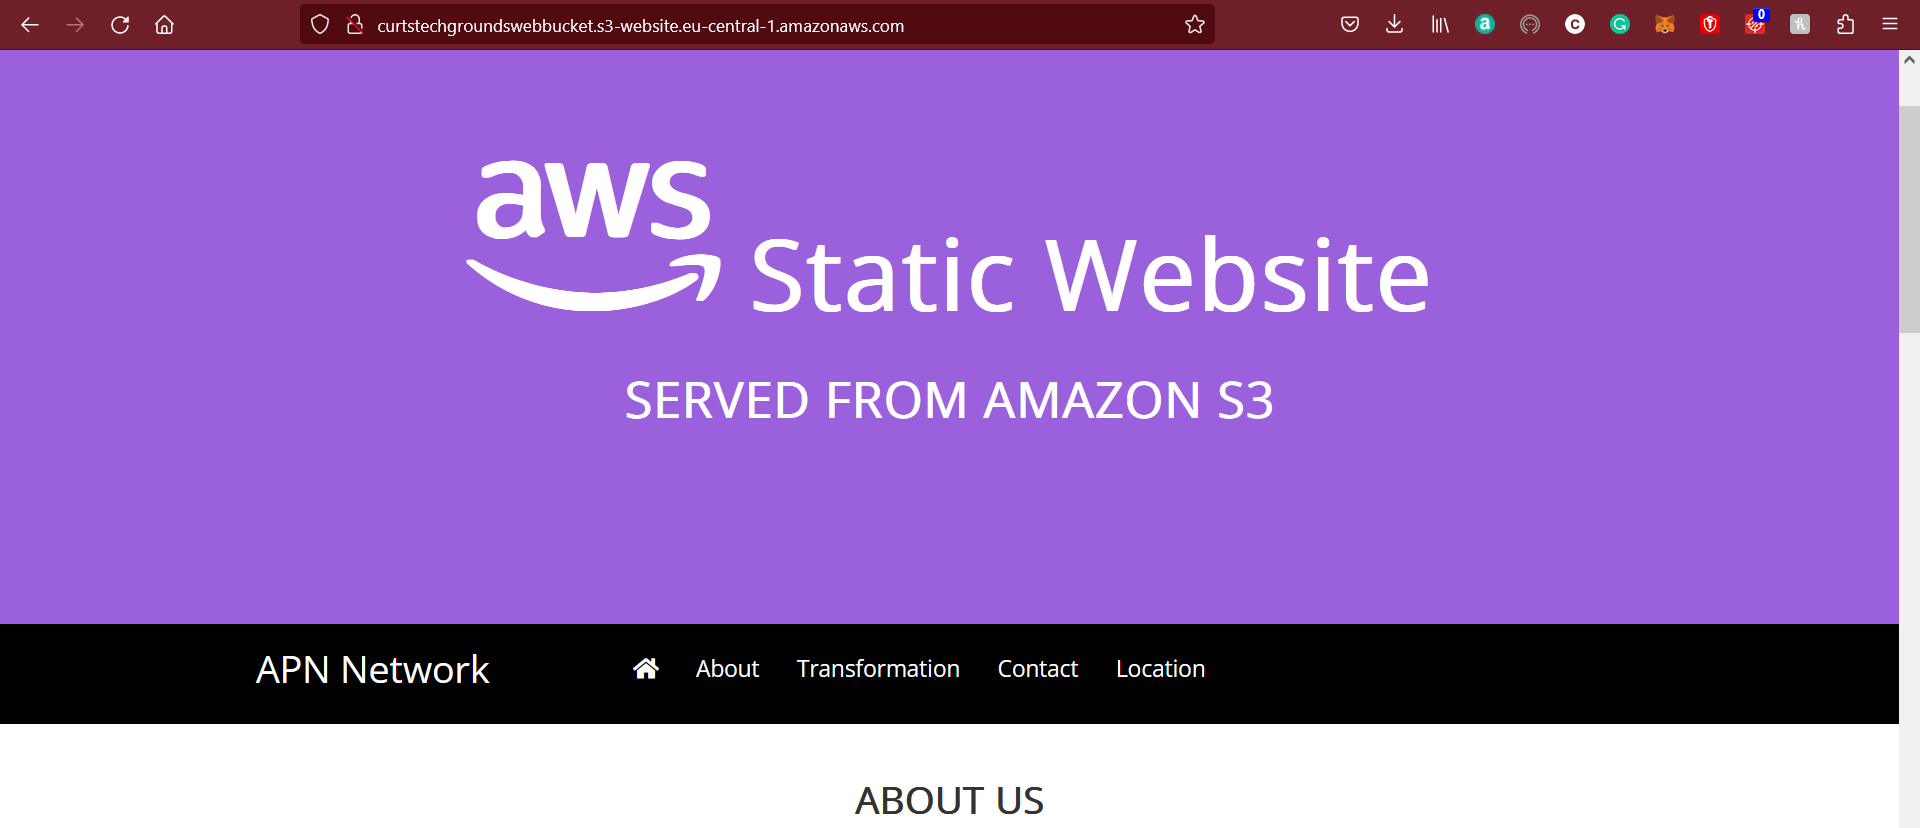 curtstechgroundswebbucket.s3-website.eu-central-1.amazonaws.com
0
aws Static Website
SERVED FROM AMAZON S3
APN Network About Transformation Contact Location
ABOUT US